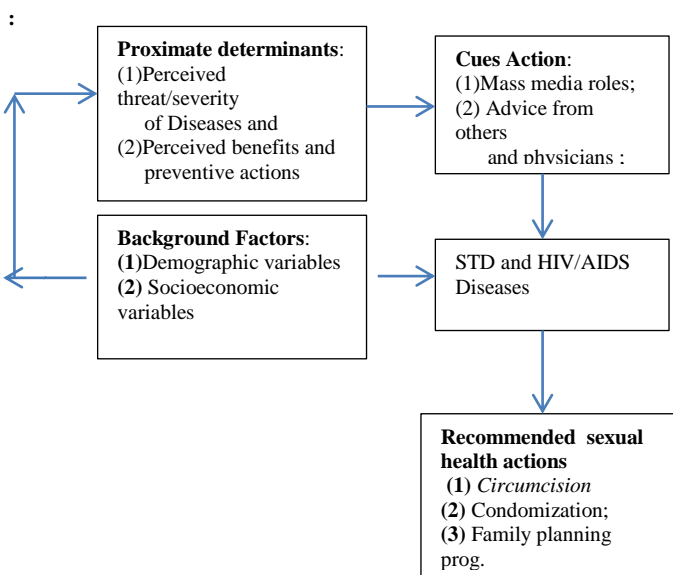 :
Proximate determinants:
(1)Perceived
threat/severity
of Diseases and
(2)Perceived benefits and
preventive actions
Cues Action:
(1)Mass media roles;
(2) Advice from
others
and physicians ;
Background Factors:
(1)Demographic variables
(2) Socioeconomic
variables
STD and HIV/AIDS
Diseases
Recommended sexual
health actions
(1) Circumcision
(2) Condomization;
(3) Family planning
prog.